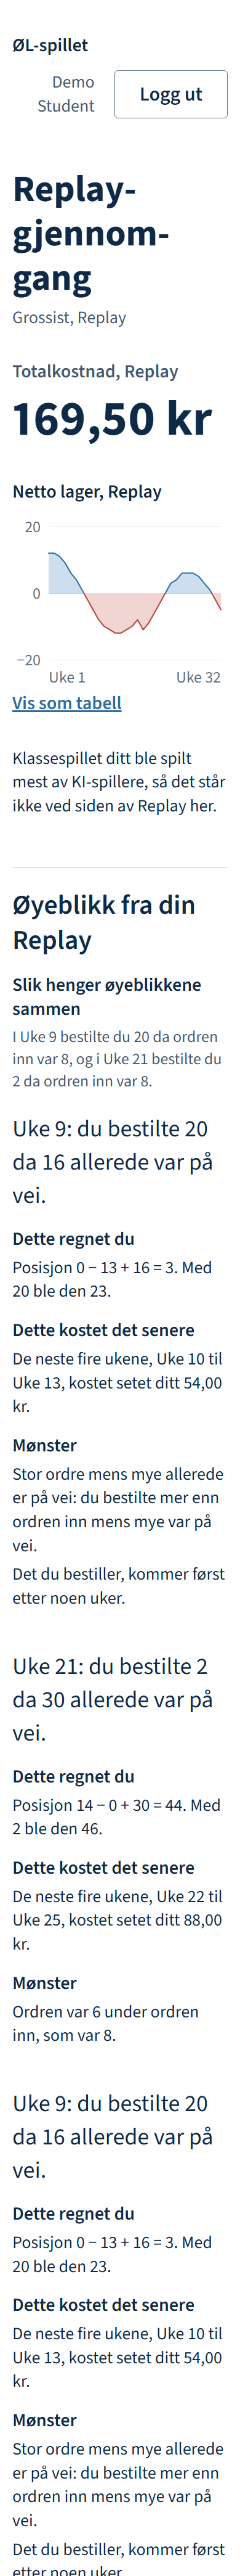 ØL-spillet
Demo
Student
Logg ut
Replay-
gjennom-
gang
Grossist, Replay
Totalkostnad, Replay
169,50 kr
Netto lager, Replay
20
0
−20
Uke 1
Uke 32
Vis som tabell
Klassespillet ditt ble spilt
mest av KI-spillere, så det står
ikke ved siden av Replay her.
Øyeblikk fra din
Replay
Slik henger øyeblikkene
sammen
I Uke 9 bestilte du 20 da ordren
inn var 8, og i Uke 21 bestilte du
2 da ordren inn var 8.
Uke 9: du bestilte 20
da 16 allerede var på
vei.
Dette regnet du
Posisjon 0 − 13 + 16 = 3. Med
20 ble den 23.
Dette kostet det senere
De neste fire ukene, Uke 10 til
Uke 13, kostet setet ditt 54,00
kr.
Mønster
Stor ordre mens mye allerede
er på vei: du bestilte mer enn
ordren inn mens mye var på
vei.
Det du bestiller, kommer først
etter noen uker.
Uke 21: du bestilte 2
da 30 allerede var på
vei.
Dette regnet du
Posisjon 14 − 0 + 30 = 44. Med
2 ble den 46.
Dette kostet det senere
De neste fire ukene, Uke 22 til
Uke 25, kostet setet ditt 88,00
kr.
Mønster
Ordren var 6 under ordren
inn, som var 8.
Uke 9: du bestilte 20
da 16 allerede var på
vei.
Dette regnet du
Posisjon 0 − 13 + 16 = 3. Med
20 ble den 23.
Dette kostet det senere
De neste fire ukene, Uke 10 til
Uke 13, kostet setet ditt 54,00
kr.
Mønster
Stor ordre mens mye allerede
er på vei: du bestilte mer enn
ordren inn mens mye var på
vei.
Det du bestiller, kommer først
etter noen uker.